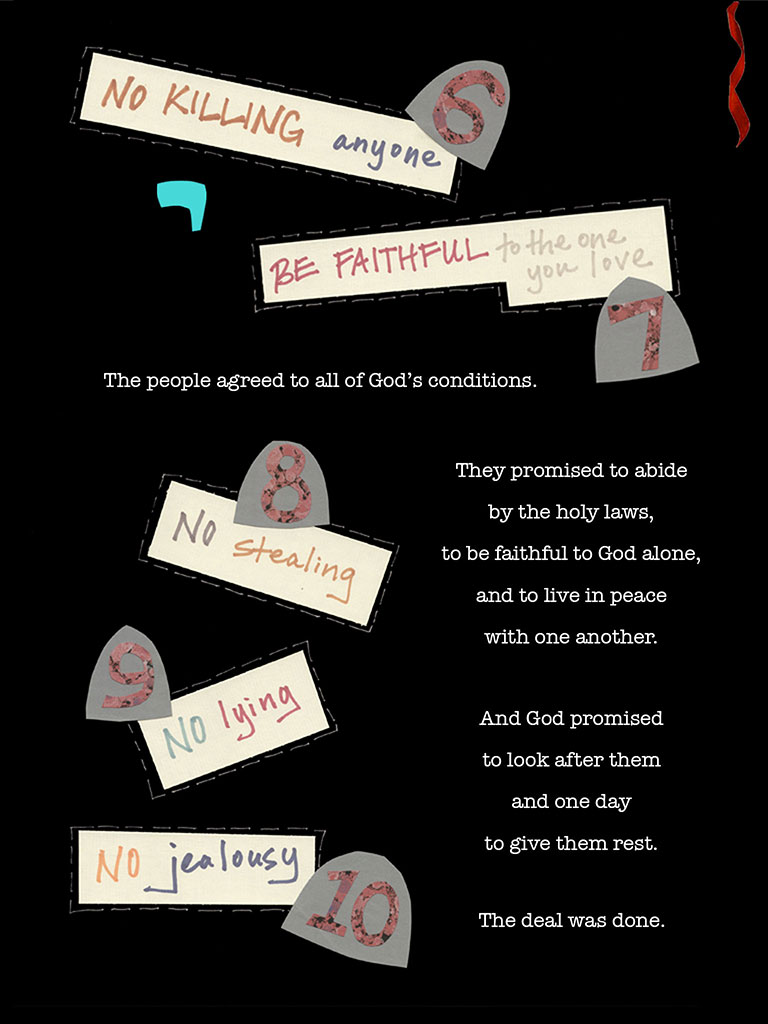 NO KILLING anyone
6
BE FAITHFUL to the one
you love
7
The people agreed to all of God’s conditions.
8
NO stealing
They promised to abide
by the holy laws,
to be faithful to God alone,
and to live in peace
with one another.
9
NO lying
And God promised
to look after them
and one day
to give them rest.
NO jealousy
10
The deal was done.